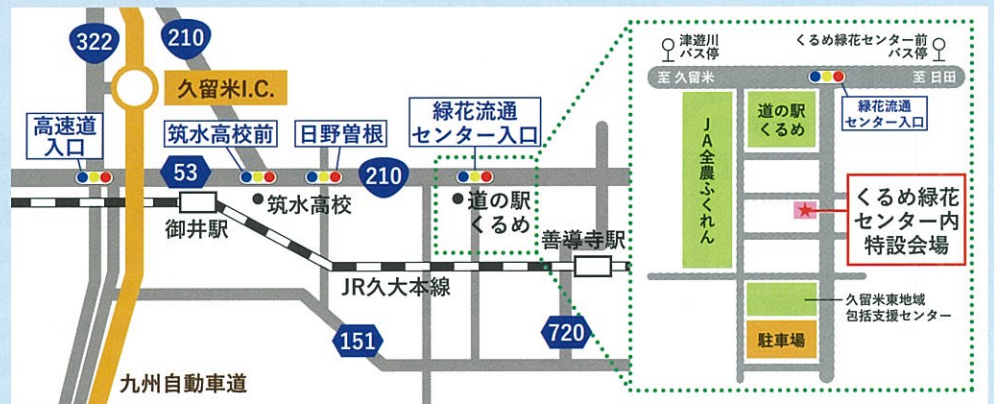 322
210
久留米I.C.
高速道
入口
筑水高校前
日野曽根
緑花流通
センター入口
53
210
筑水高校
道の駅
くるめ
御井駅
善導寺駅
JR久大本線
151
720
九州自動車道
津遊川
バス停
くるめ緑花センター前
バス停
至 久留米
至 日田
JA全農ふくれん
道の駅
くるめ
緑花流通
センター入口
くるめ緑花
センター内
特設会場
久留米東地域
包括支援センター
駐車場